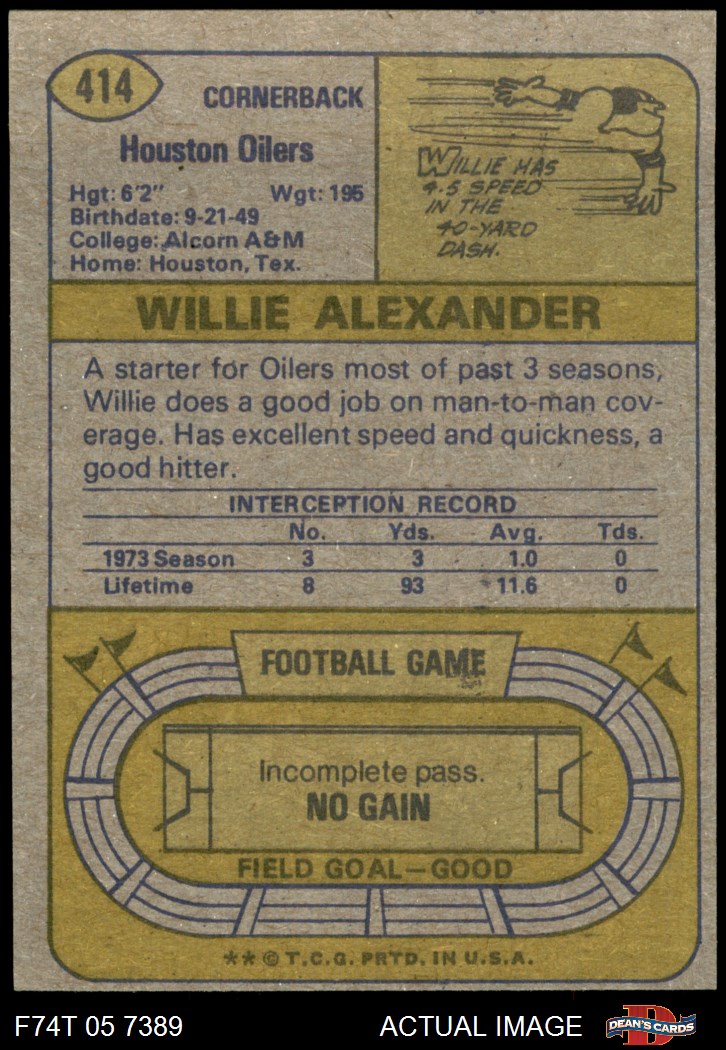 414
CORNERBACK
Houston Oilers
Hgt: 6'2" Wgt: 195
Birthdate: 9-21-49
College: Alcorn A&M
Home: Houston, Tex.
WILLIE HAS
4.5 SPEED
IN THE
40-YARD
DASH.
WILLIE ALEXANDER
A starter for Oilers most of past 3 seasons,
Willie does a good job on man-to-man cov-
erage. Has excellent speed and quickness, a
good hitter.
INTERCEPTION RECORD
No. Yds. Avg. Tds.
1973 Season 3 3 1.0 0
Lifetime 8 93 11.6 0
FOOTBALL GAME
Incomplete pass.
NO GAIN
FIELD GOAL—GOOD
** © T.C.G. PRTD. IN U.S.A.
F74T 05 7389 ACTUAL IMAGE
D
DEAN'S CARDS